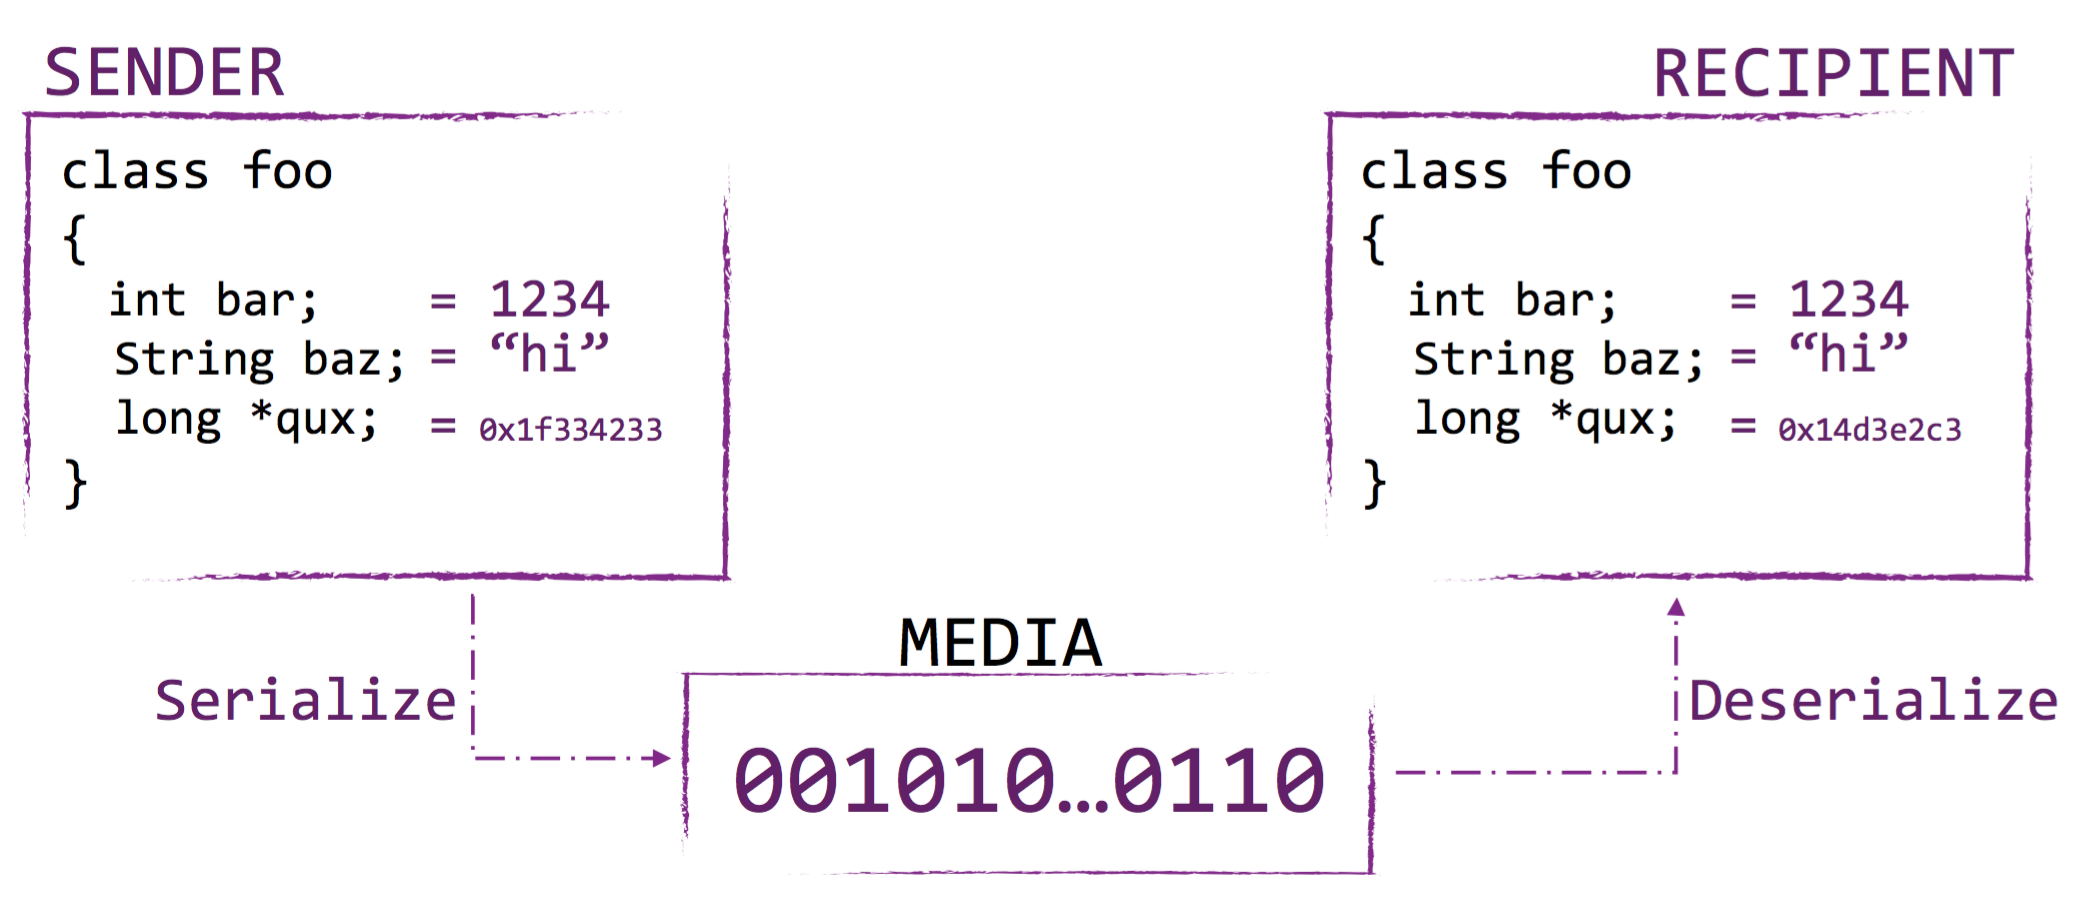 SENDER
class foo
{
int bar; = 1234
String baz; = “hi”
long *qux; = 0x1f334233
}
Serialize
MEDIA
001010…0110
RECIPIENT
class foo
{
int bar; = 1234
String baz; = “hi”
long *qux; = 0x14d3e2c3
}
Deserialize